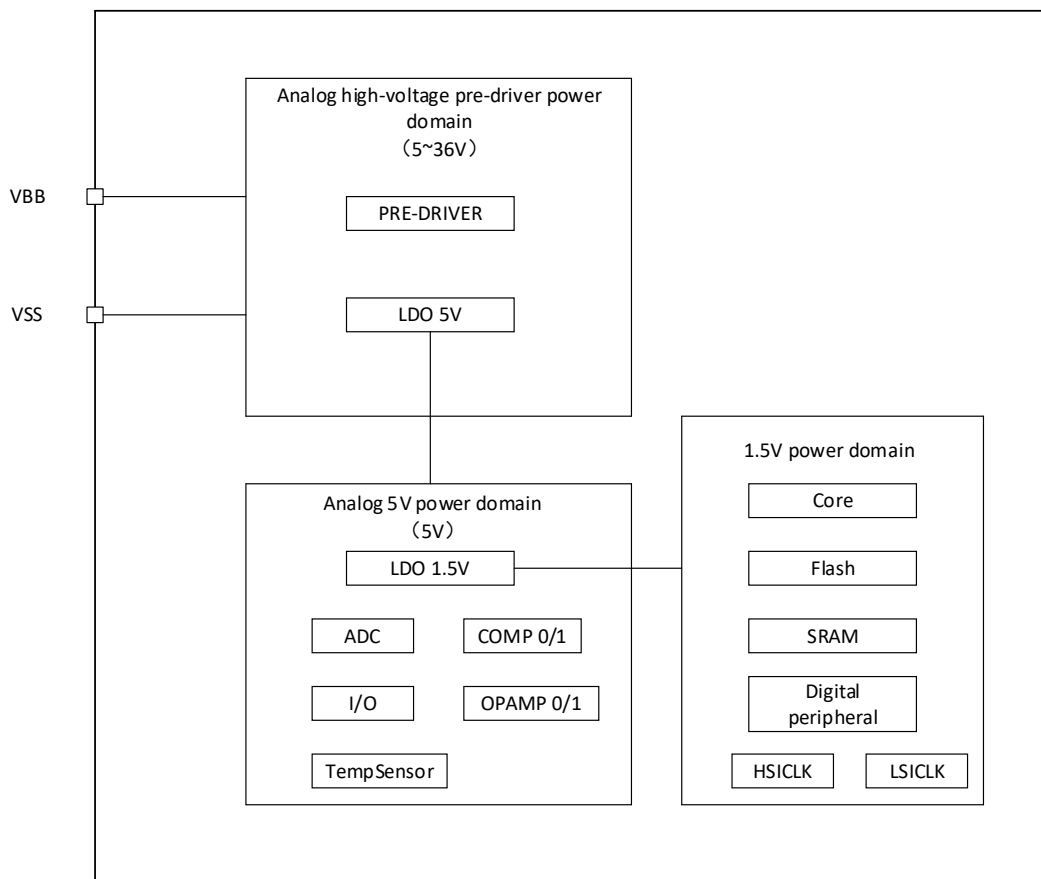 Analog high-voltage pre-driver power
domain
（5~36V）
VBB
PRE-DRIVER
VSS
LDO 5V
Analog 5V power domain
（5V）
LDO 1.5V
ADC
COMP 0/1
I/O
OPAMP 0/1
TempSensor
1.5V power domain
Core
Flash
SRAM
Digital
peripheral
HSICLK
LSICLK